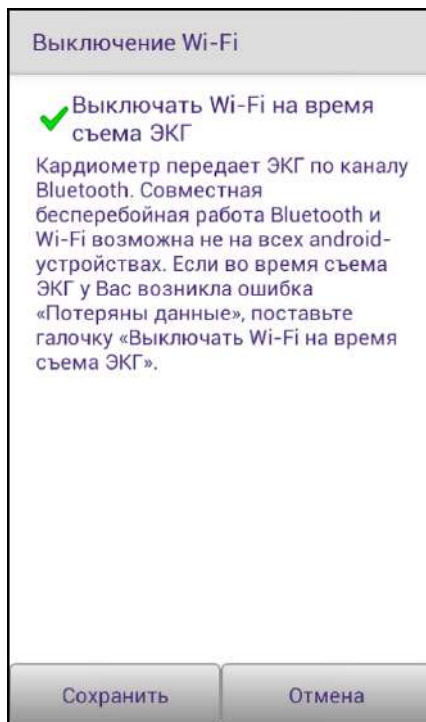 Выключение Wi-Fi
Выключать Wi-Fi на время
съема ЭКГ
Кардиометр передает ЭКГ по каналу
Bluetooth. Совместная
бесперебойная работа Bluetooth и
Wi-Fi возможна не на всех android-
устройствах. Если во время съема
ЭКГ у Вас возникла ошибка
«Потеряны данные», поставьте
галочку «Выключать Wi-Fi на время
съема ЭКГ».
Сохранить
Отмена